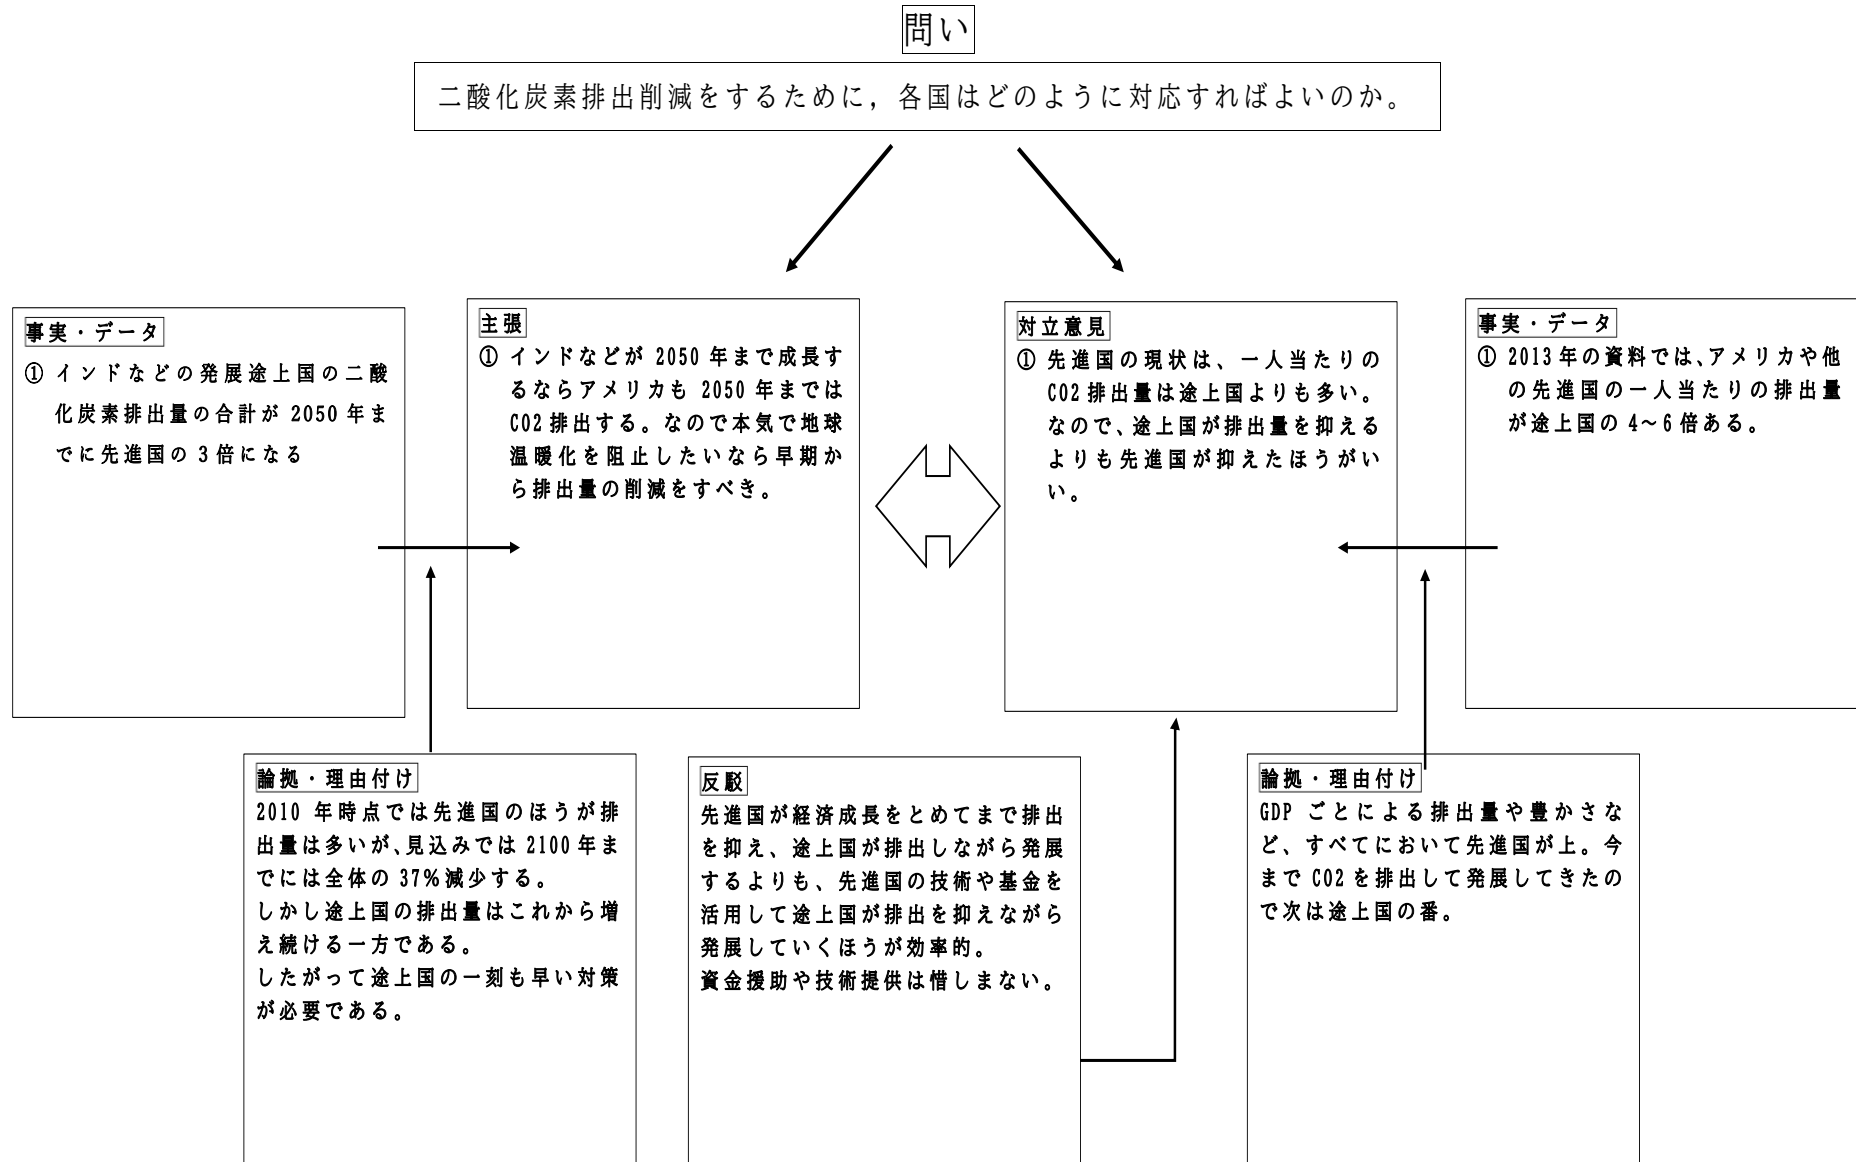 問い
二酸化炭素排出削減をするために，各国はどのように対応すればよいのか。
事実・データ
① インドなどの発展途上国の二酸
化炭素排出量の合計が 2050 年ま
でに先進国の 3 倍になる
主張
① インドなどが 2050 年まで成長す
るならアメリカも 2050 年までは
CO2 排出する。なので本気で地球
温暖化を阻止したいなら早期か
ら排出量の削減をすべき。
対立意見
① 先進国の現状は、一人当たりの
CO2 排出量は途上国よりも多い。
なので、途上国が排出量を抑える
よりも先進国が抑えたほうがい
い。
事実・データ
① 2013 年の資料では、アメリカや他
の先進国の一人当たりの排出量
が途上国の 4～6 倍ある。
論拠・理由付け
2010 年時点では先進国のほうが排
出量は多いが、見込みでは 2100 年ま
でには全体の 37%減少する。
しかし途上国の排出量はこれから増
え続ける一方である。
したがって途上国の一刻も早い対策
が必要である。
反駁
先進国が経済成長をとめてまで排出
を抑え、途上国が排出しながら発展
するよりも、先進国の技術や基金を
活用して途上国が排出を抑えながら
発展していくほうが効率的。
資金援助や技術提供は惜しまない。
論拠・理由付け
GDP ごとによる排出量や豊かさな
ど、すべてにおいて先進国が上。今
まで CO2 を排出して発展してきたの
で次は途上国の番。